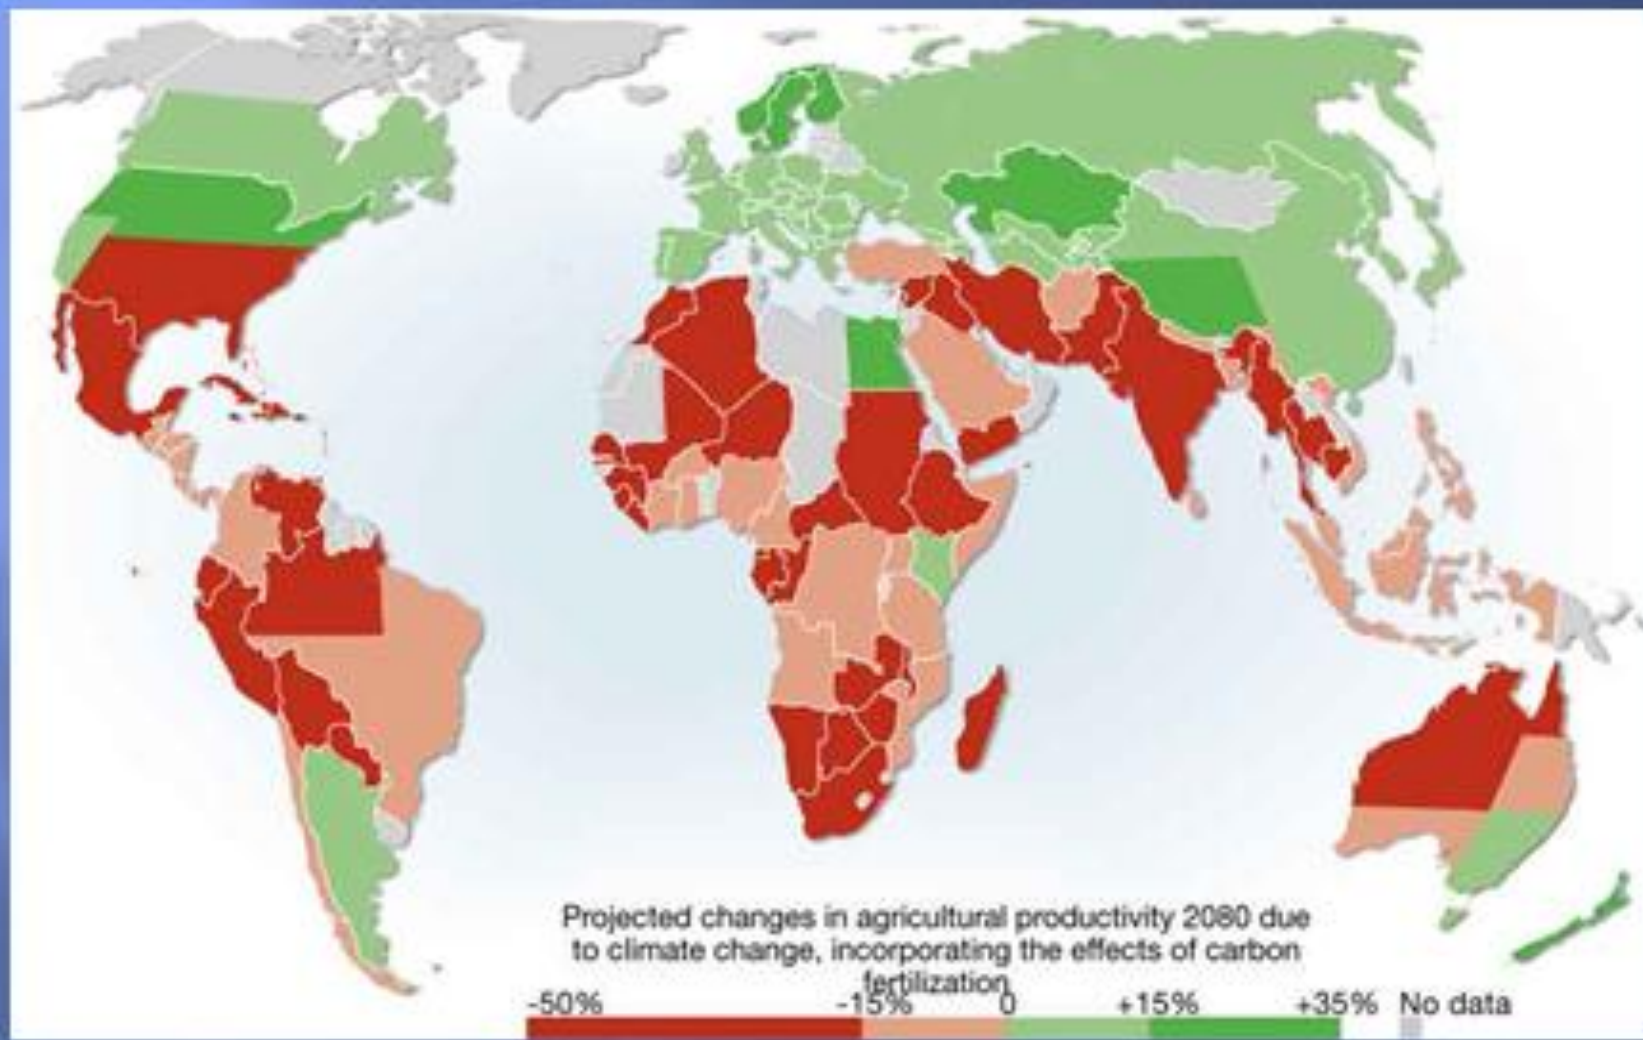 Projected changes in agricultural productivity 2080 due
to climate change, incorporating the effects of carbon
fertilization
-50% -15% 0 +15% +35% No data